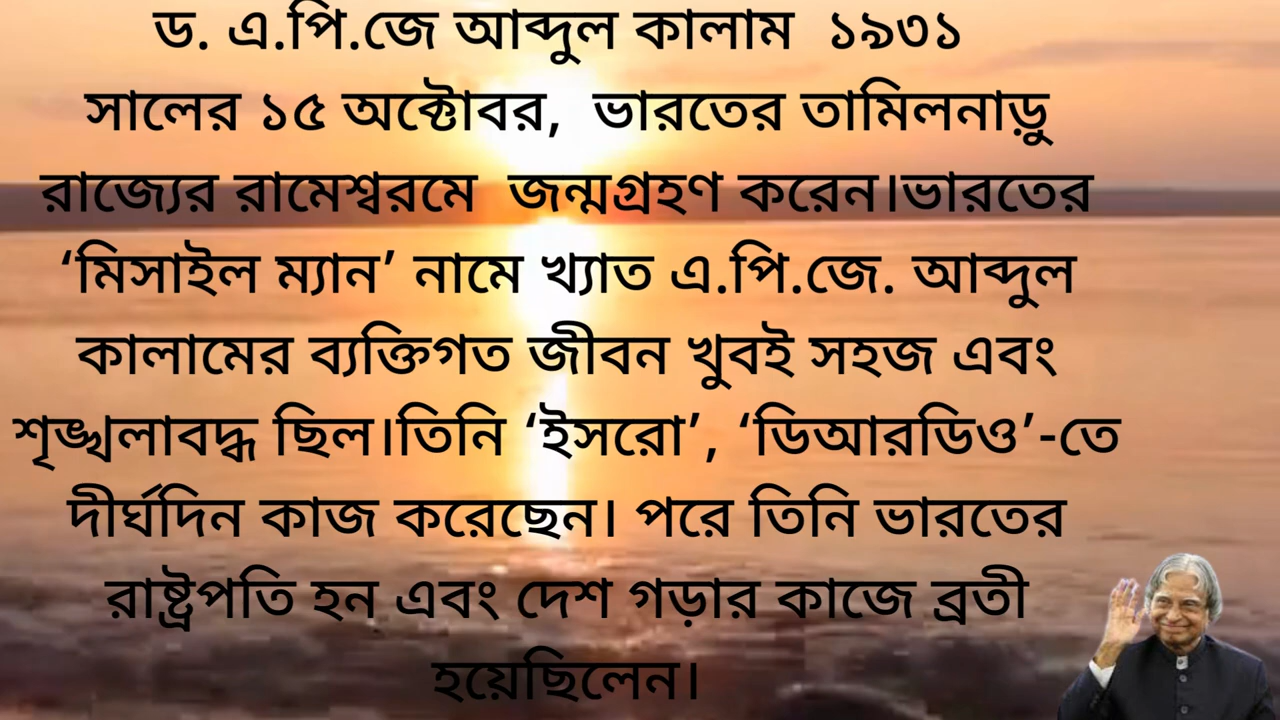 ড. এ.পি.জে আব্দুল কালাম ১৯৩১
সালের ১৫ অক্টোবর, ভারতের তামিলনাড়ু
রাজ্যের রামেশ্বরমে জন্মগ্রহণ করেন।ভারতের
‘মিসাইল ম্যান’ নামে খ্যাত এ.পি.জে. আব্দুল
কালামের ব্যক্তিগত জীবন খুবই সহজ এবং
শৃঙ্খলাবদ্ধ ছিল।তিনি ‘ইসরো’, ‘ডিআরডিও’-তে
দীর্ঘদিন কাজ করেছেন। পরে তিনি ভারতের
রাষ্ট্রপতি হন এবং দেশ গড়ার কাজে ব্রতী
হয়েছিলেন।